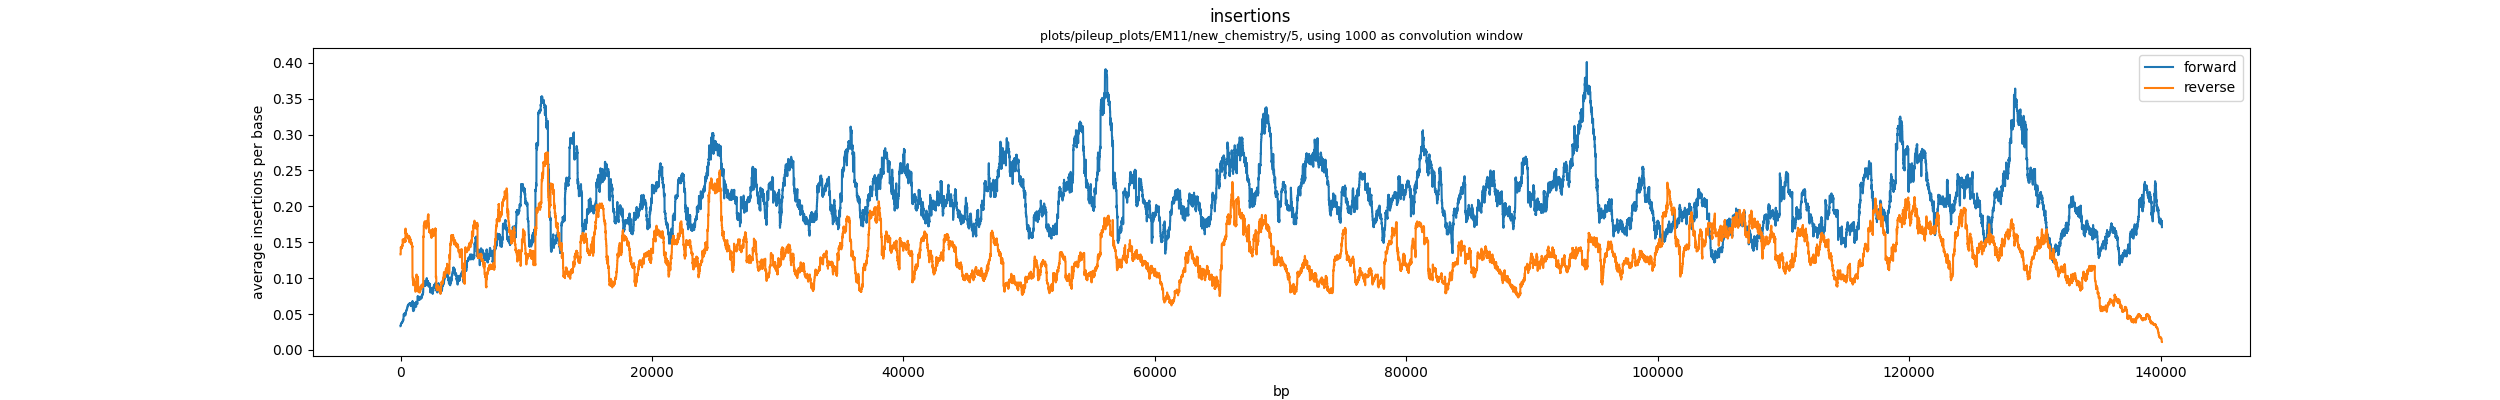 insertions
plots/pileup_plots/EM11/new_chemistry/5, using 1000 as convolution window
average insertions per base
0.40
0.35
0.30
0.25
0.20
0.15
0.10
0.05
0.00
forward
reverse
0 20000 40000 60000 80000 100000 120000 140000
bp